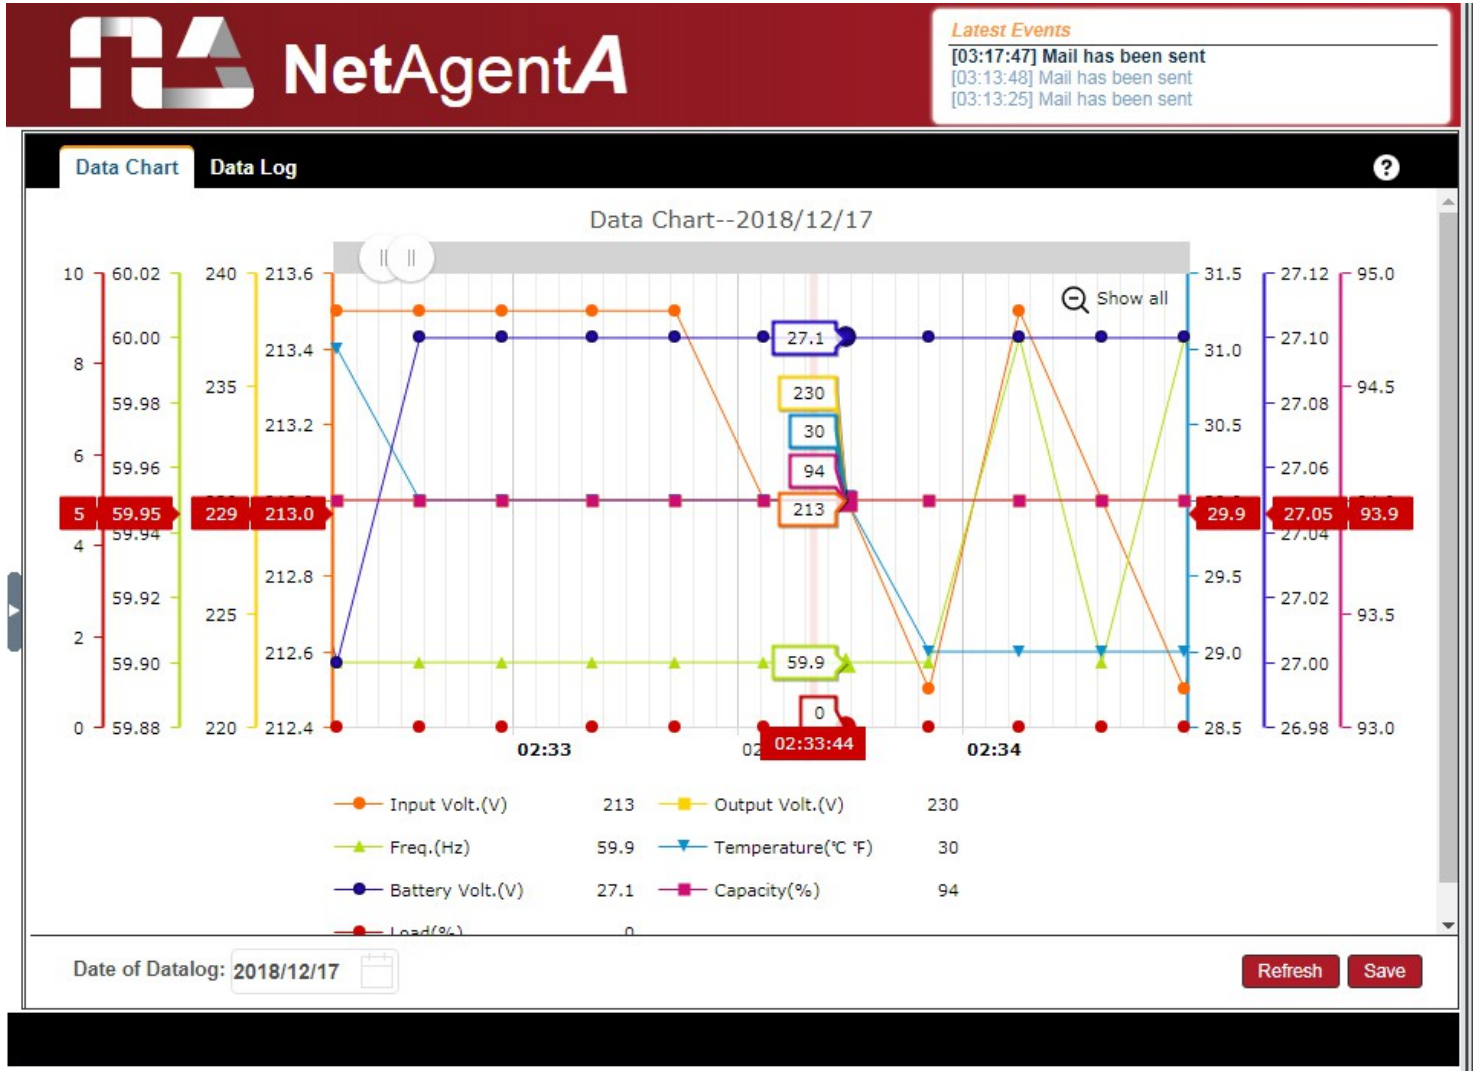 NetAgentA
Latest Events
[03:17:47] Mail has been sent
[03:13:48] Mail has been sent
[03:13:25] Mail has been sent
Data Chart Data Log ?
Data Chart--2018/12/17
Show all
10 60.02 240 213.6 31.5 27.12 95.0
60.00 27.10
8 213.4 31.0
235 94.5
59.98 27.08
213.2 30.5
6 59.96 27.06
5 59.95 229 213.0 29.9 27.05 93.9
4 59.94 27.04
212.8 29.5
59.92 225 27.02 93.5
2 212.6 29.0
59.90 27.00
0 59.88 220 212.4 28.5 26.98 93.0
27.1
230
30
94
213
59.9
0
02:33 02:33:44 02:34
Input Volt.(V) 213 Output Volt.(V) 230
Freq.(Hz) 59.9 Temperature(℃ ℉) 30
Battery Volt.(V) 27.1 Capacity(%) 94
Load(%) 0
Date of Datalog: 2018/12/17 Refresh Save